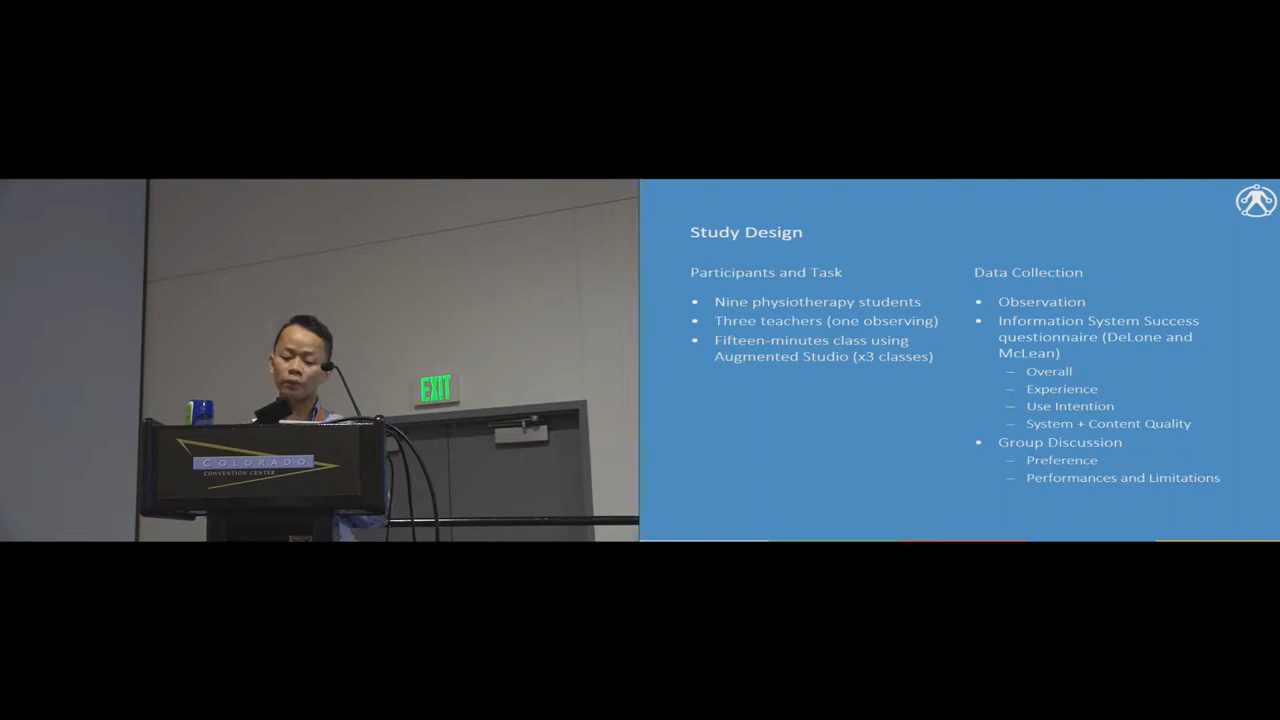 EXIT
COLORADO
CONVENTION CENTER
Study Design
Participants and Task
• Nine physiotherapy students
• Three teachers (one observing)
• Fifteen-minutes class using
Augmented Studio (x3 classes)
Data Collection
• Observation
• Information System Success
questionnaire (DeLone and
McLean)
– Overall
– Experience
– Use Intention
– System + Content Quality
• Group Discussion
– Preference
– Performances and Limitations